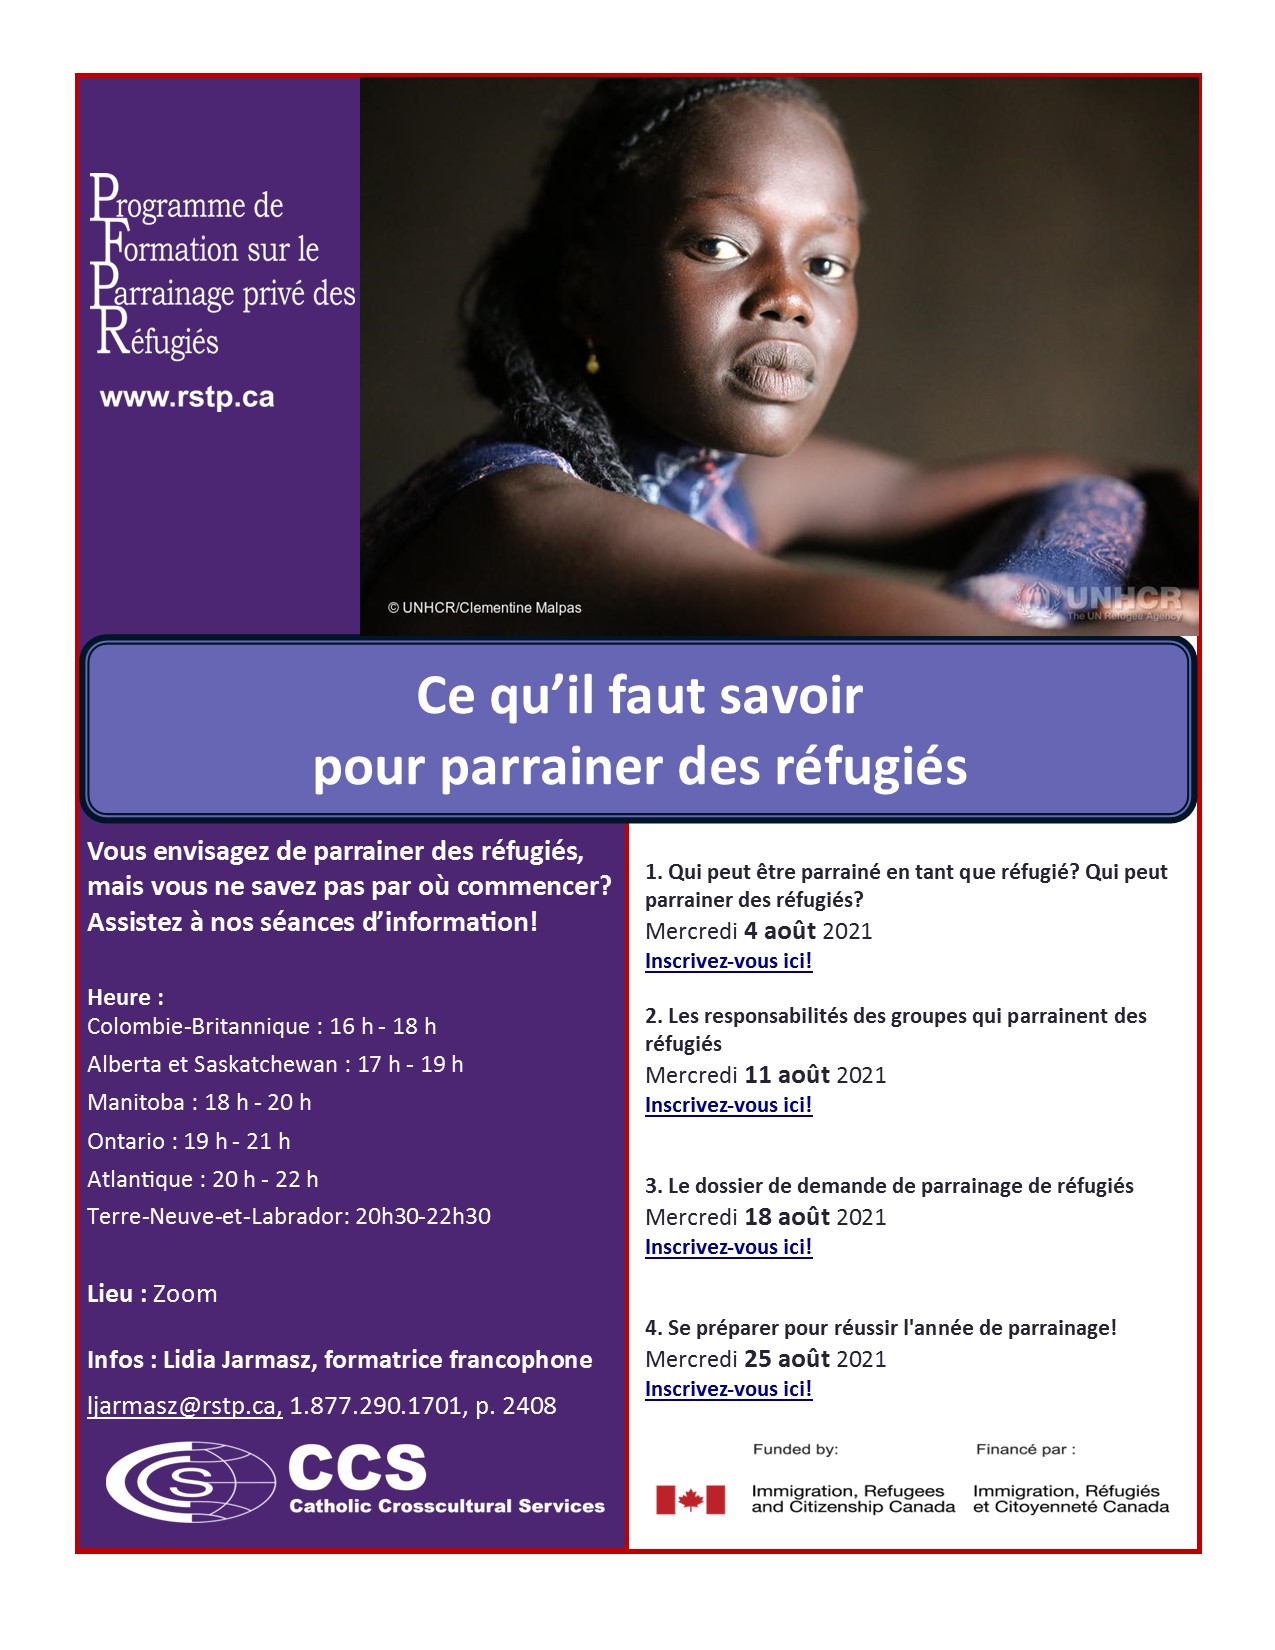 Programme de
Formation sur le
Parrainage privé des
Réfugiés
www.rstp.ca
© UNHCR/Clementine Malpas
UNHCR
The UN Refugee Agency
Ce qu’il faut savoir
pour parrainer des réfugiés
Vous envisagez de parrainer des réfugiés,
mais vous ne savez pas par où commencer?
Assistez à nos séances d’information!
Heure :
Colombie-Britannique : 16 h - 18 h
Alberta et Saskatchewan : 17 h - 19 h
Manitoba : 18 h - 20 h
Ontario : 19 h - 21 h
Atlantique : 20 h - 22 h
Terre-Neuve-et-Labrador: 20h30-22h30
Lieu : Zoom
Infos : Lidia Jarmasz, formatrice francophone
ljarmasz@rstp.ca, 1.877.290.1701, p. 2408
CCS
CCS
Catholic Crosscultural Services
1. Qui peut être parrainé en tant que réfugié? Qui peut
parrainer des réfugiés?
Mercredi 4 août 2021
Inscrivez-vous ici!
2. Les responsabilités des groupes qui parrainent des
réfugiés
Mercredi 11 août 2021
Inscrivez-vous ici!
3. Le dossier de demande de parrainage de réfugiés
Mercredi 18 août 2021
Inscrivez-vous ici!
4. Se préparer pour réussir l'année de parrainage!
Mercredi 25 août 2021
Inscrivez-vous ici!
Funded by:
Immigration, Refugees
and Citizenship Canada
Financé par :
Immigration, Réfugiés
et Citoyenneté Canada